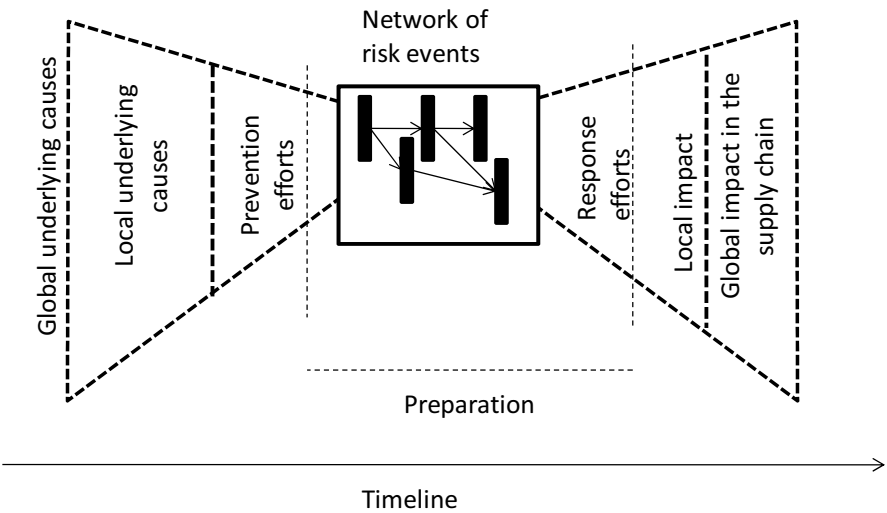 Network of
risk events
Global underlying causes
Local underlying
causes
Prevention
efforts
Response
efforts
Local impact
Global impact in the
supply chain
Preparation
Timeline